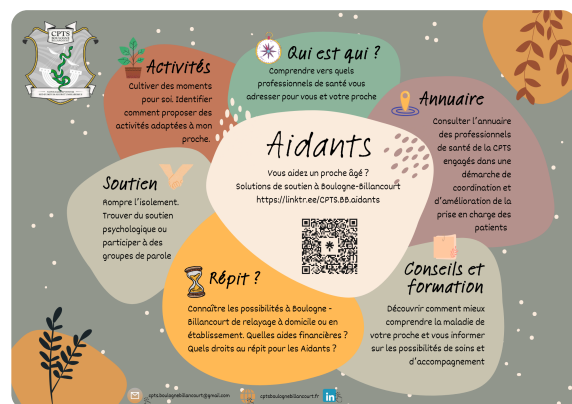 CPTS
Activités
Cultiver des moments
pour soi. Identifier
comment proposer des
activités adaptées à mon
proche.
Qui est qui ?
Comprendre vers quels
professionnels de santé vous
adresser pour vous et votre proche
Annuaire
Consulter l'annuaire
des professionnels
de santé de la CPTS
engagés dans une
démarche de
coordination et
d'amélioration de la
prise en charge des
patients
Aidants
Vous aidez un proche âgé ?
Solutions de soutien à Boulogne-Billancourt
https://linktr.ee/CPTS.BB.aidants
Soutien
Rompre l'isolement.
Trouver du soutien
psychologique ou
participer à des
groupes de parole
Répit ?
Connaître les possibilités à Boulogne -
Billancourt de relayage à domicile ou en
établissement. Quelles aides financières ?
Quels droits au répit pour les Aidants ?
Conseils et
formation
Découvrir comment mieux
comprendre la maladie de
votre proche et vous informer
sur les possibilités de soins et
d'accompagnement
cptsboulognebillancourt@gmail.com
cptsboulognebillancourt.fr
in